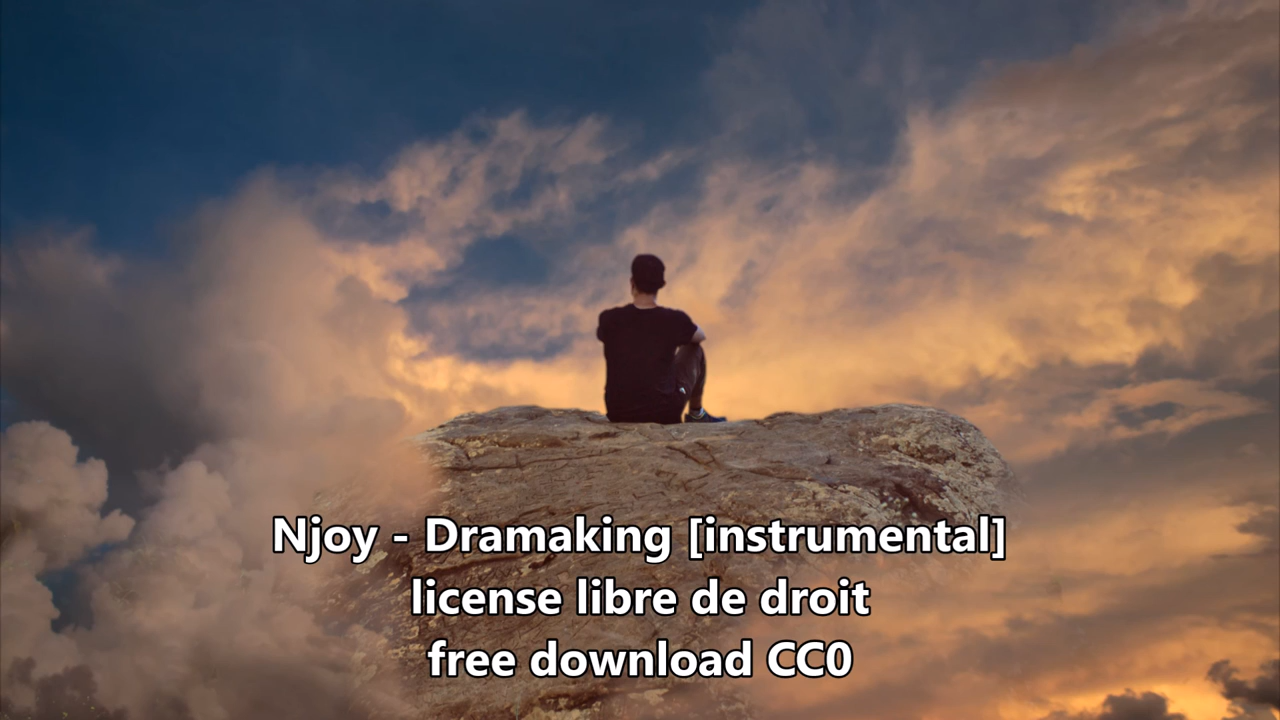 Njoy - Dramaking [instrumental]
license libre de droit
free download CC0